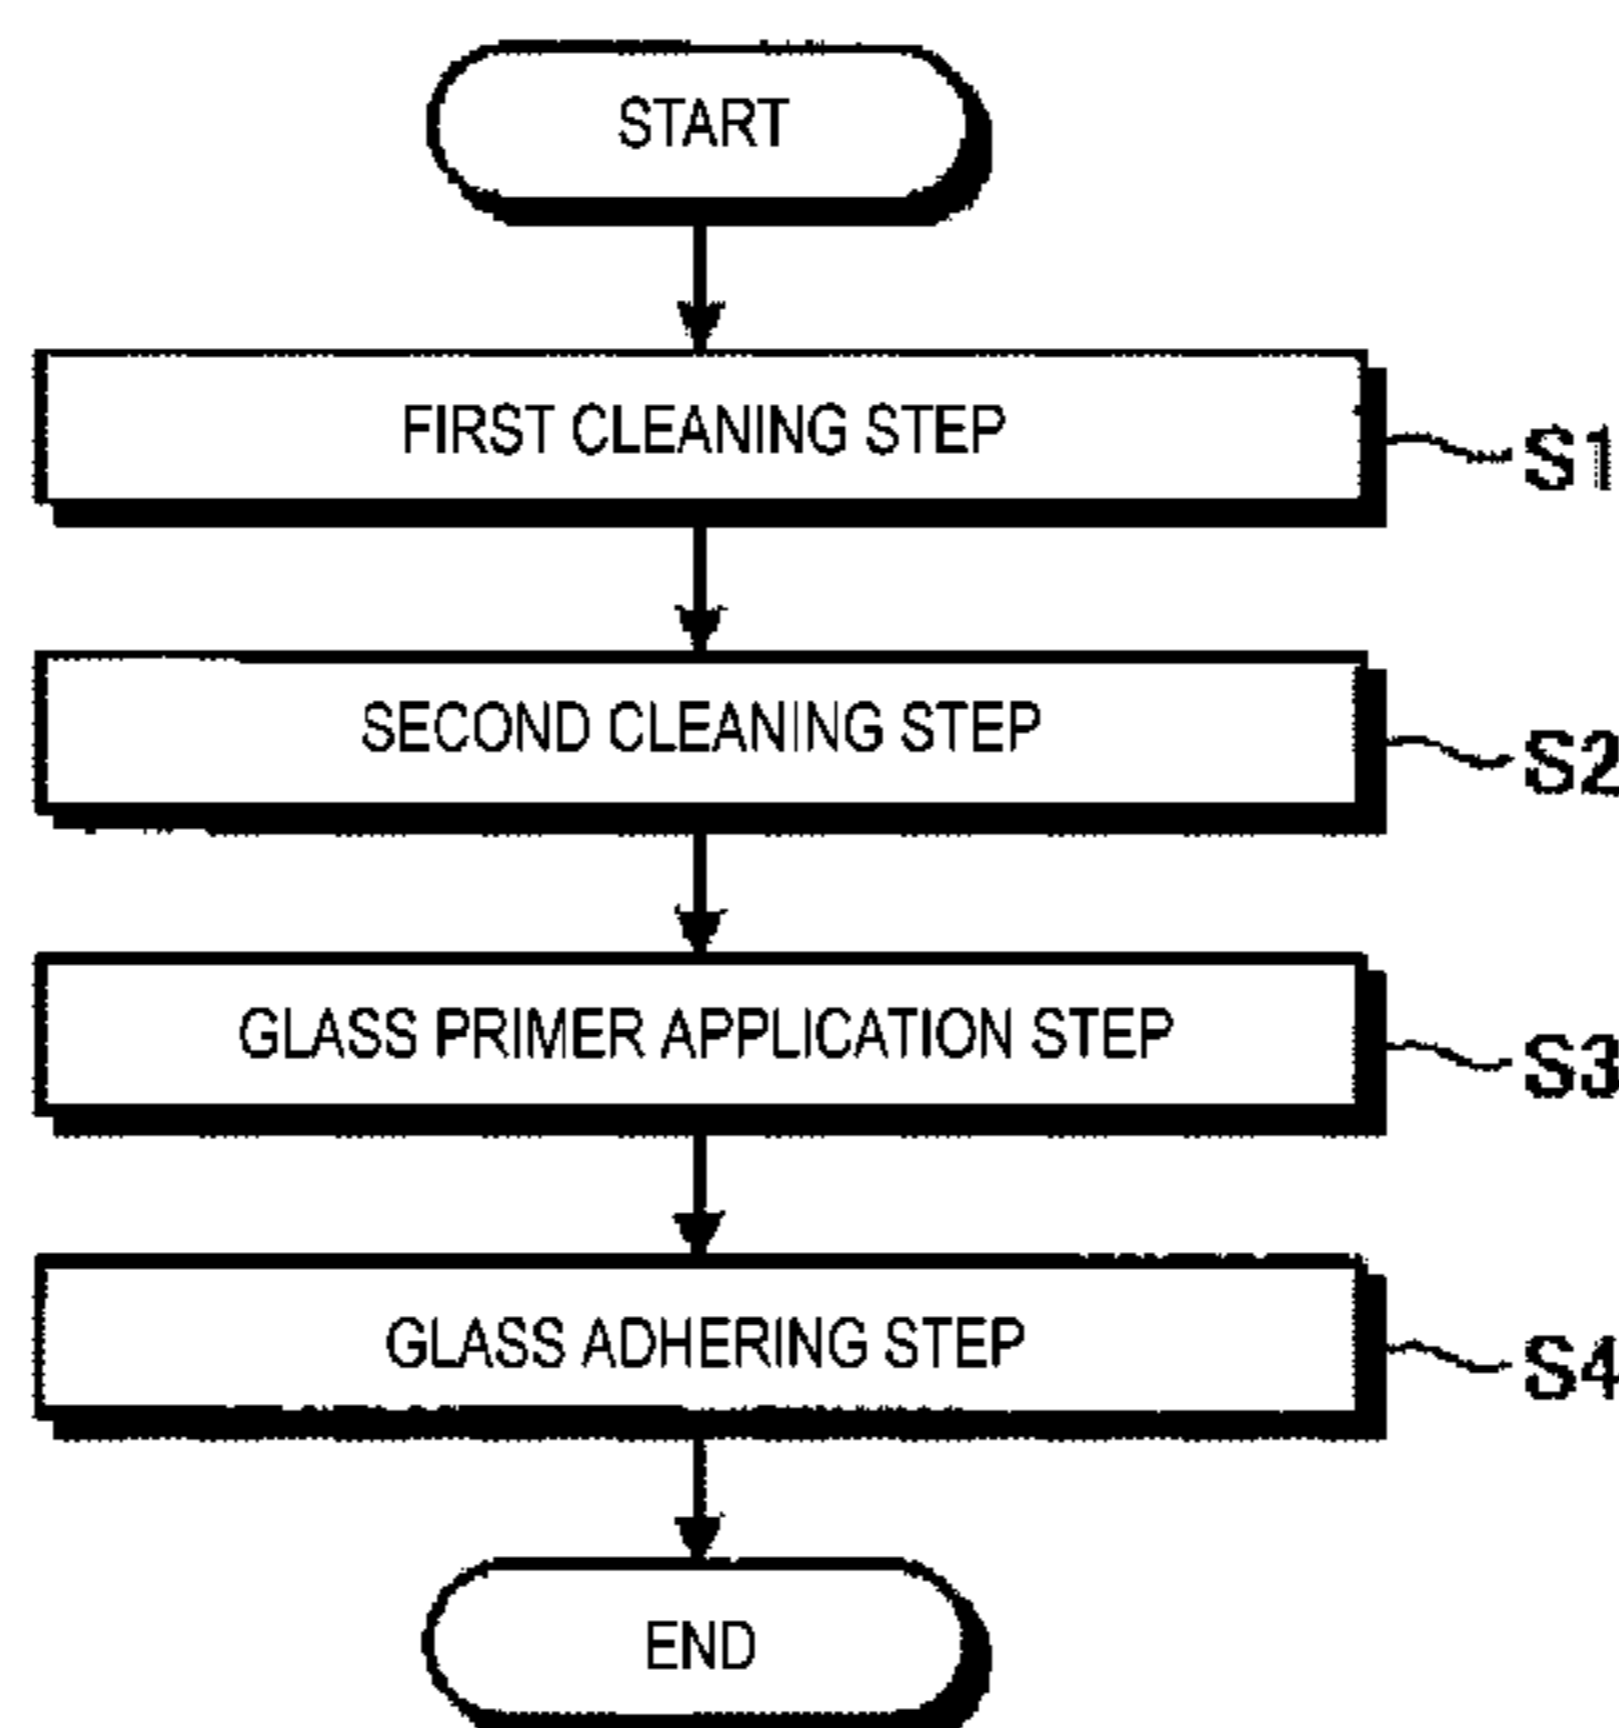 START
FIRST CLEANING STEP
S1
SECOND CLEANING STEP
S2
GLASS PRIMER APPLICATION STEP
S3
GLASS ADHERING STEP
S4
END